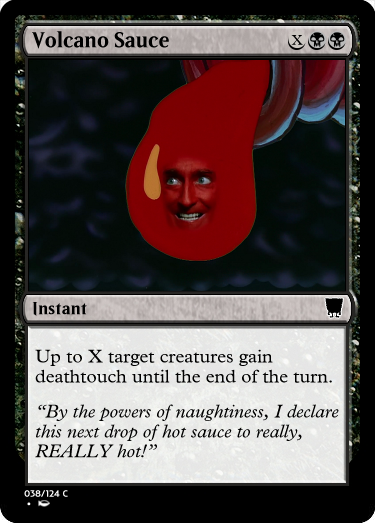 Volcano Sauce X
Instant
Up to X target creatures gain
deathtouch until the end of the turn.
“By the powers of naughtiness, I declare
this next drop of hot sauce to really,
REALLY hot!”
038/124 C